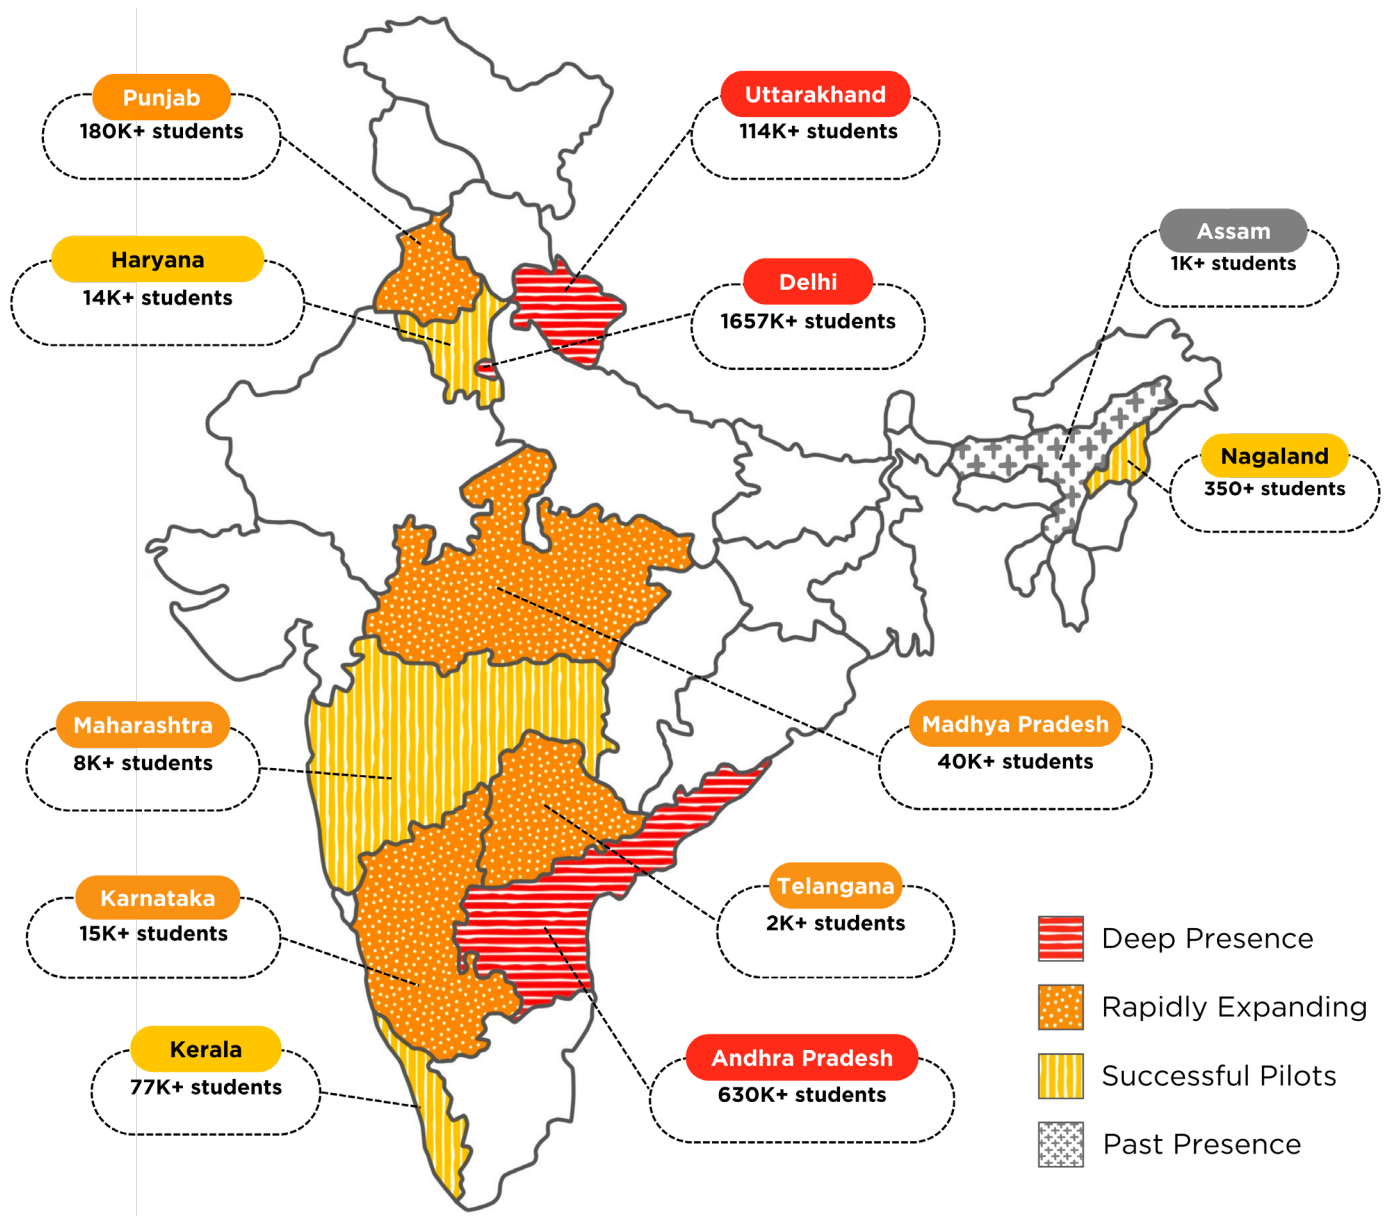 Punjab
180K+ students
Uttarakhand
114K+ students
Assam
1K+ students
Haryana
14K+ students
Delhi
1657K+ students
Nagaland
350+ students
Maharashtra
8K+ students
Madhya Pradesh
40K+ students
Karnataka
15K+ students
Telangana
2K+ students
Kerala
77K+ students
Andhra Pradesh
630K+ students
Deep Presence
Rapidly Expanding
Successful Pilots
Past Presence